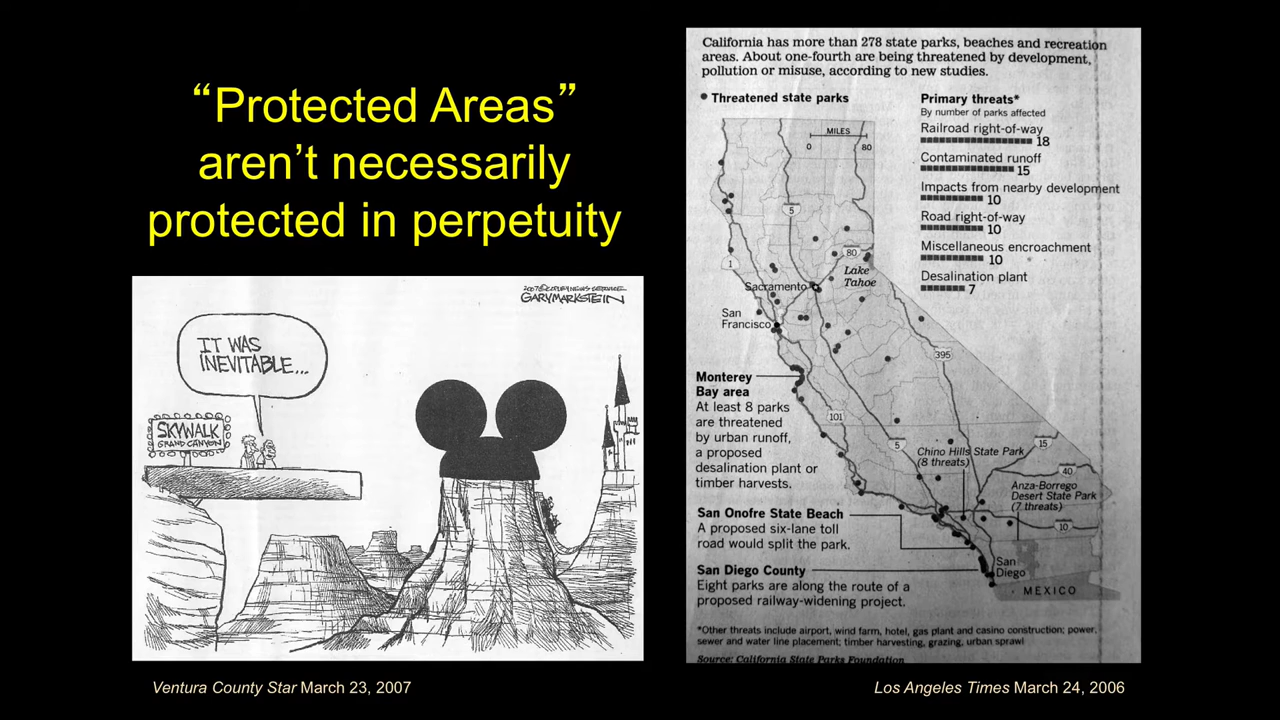 “Protected Areas”
aren’t necessarily
protected in perpetuity
2007©COPLEY NEWS SERVICE
GARY MARKSTEIN
IT WAS
INEVITABLE...
SKYWALK
GRAND CANYON
Ventura County Star March 23, 2007
California has more than 278 state parks, beaches and recreation
areas. About one-fourth are being threatened by development,
pollution or misuse, according to new studies.
Threatened state parks
MILES
0 80
Primary threats*
By number of parks affected
Railroad right-of-way
18
Contaminated runoff
15
Impacts from nearby development
10
Road right-of-way
10
Miscellaneous encroachment
10
Desalination plant
7
5
80
1
Lake
Tahoe
Sacramento
San
Francisco
395
101
5
15
40
10
Monterey
Bay area
At least 8 parks
are threatened
by urban runoff,
a proposed
desalination plant or
timber harvests.
Chino Hills State Park
(8 threats)
Anza-Borrego
Desert State Park
(7 threats)
San Onofre State Beach
A proposed six-lane toll
road would split the park.
San Diego County
Eight parks are along the route of a
proposed railway-widening project.
San
Diego
MEXICO
*Other threats include airport, wind farm, hotel, gas plant and casino construction; power,
sewer and water line placement; timber harvesting, grazing, urban sprawl
Source: California State Parks Foundation
Los Angeles Times March 24, 2006